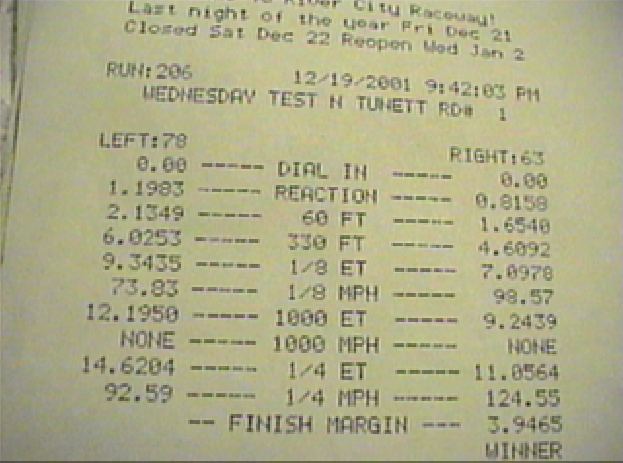 River City Raceway!
Last night of the year Fri Dec 21
Closed Sat Dec 22 Reopen Wed Jan 2
RUN:206 12/19/2001 9:42:03 PM
WEDNESDAY TEST N TUNETT RD# 1
LEFT:78 RIGHT:63
0.00 ----- DIAL IN ----- 0.00
1.1983 ----- REACTION ----- 0.8158
2.1349 ----- 60 FT ----- 1.6540
6.0253 ----- 330 FT ----- 4.6092
9.3435 ----- 1/8 ET ----- 7.0978
73.83 ----- 1/8 MPH ----- 98.57
12.1950 ----- 1000 ET ----- 9.2439
NONE ----- 1000 MPH ----- NONE
14.6204 ----- 1/4 ET ----- 11.0564
92.59 ----- 1/4 MPH ----- 124.55
-- FINISH MARGIN --- 3.9465
WINNER